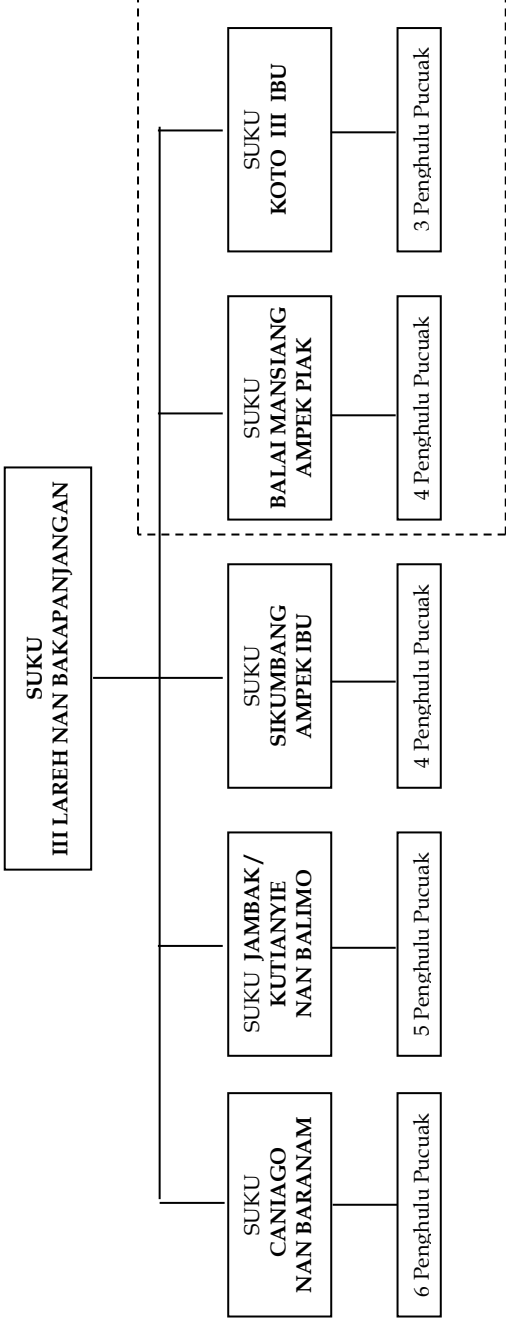 SUKU
III LAREH NAN BAKAPANJANGAN
SUKU
CANIAGO
NAN BARANAM
SUKU JAMBAK/
KUTIANYIE
NAN BALIMO
SUKU
SIKUMBANG
AMPEK IBU
SUKU
BALAI MANSIANG
AMPEK PIAK
SUKU
KOTO III IBU
6 Penghulu Pucuak
5 Penghulu Pucuak
4 Penghulu Pucuak
4 Penghulu Pucuak
3 Penghulu Pucuak